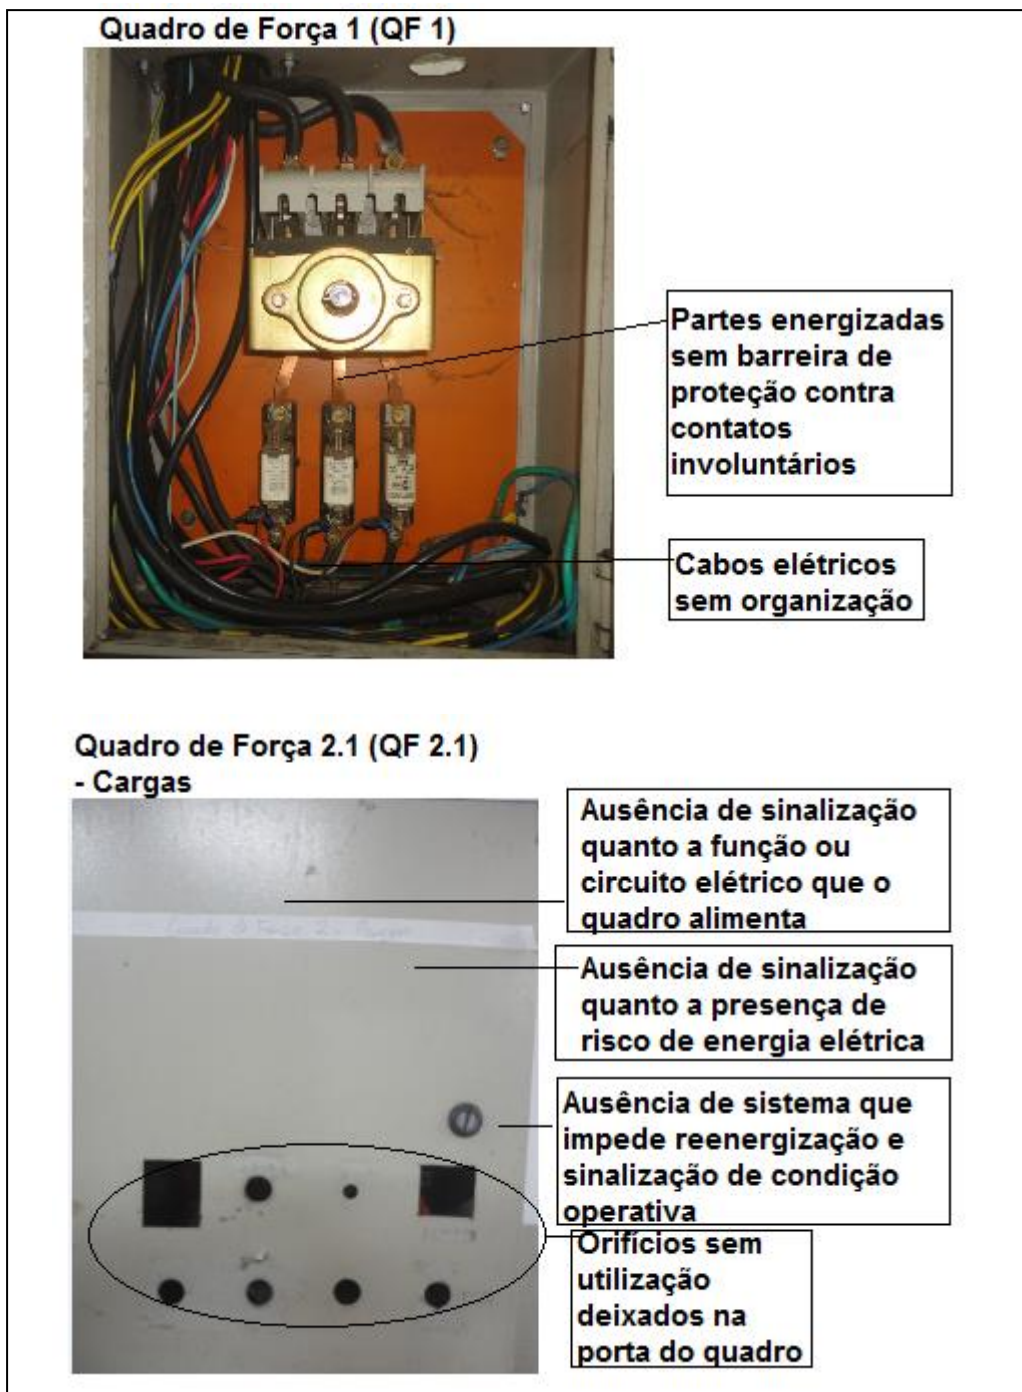 Quadro de Força 1 (QF 1)
Partes energizadas
sem barreira de
proteção contra
contatos
involuntários
Cabos elétricos
sem organização
Quadro de Força 2.1 (QF 2.1)
- Cargas
Ausência de sinalização
quanto a função ou
circuito elétrico que o
quadro alimenta
Ausência de sinalização
quanto a presença de
risco de energia elétrica
Ausência de sistema que
impede reenergização e
sinalização de condição
operativa
Orifícios sem
utilização
deixados na
porta do quadro